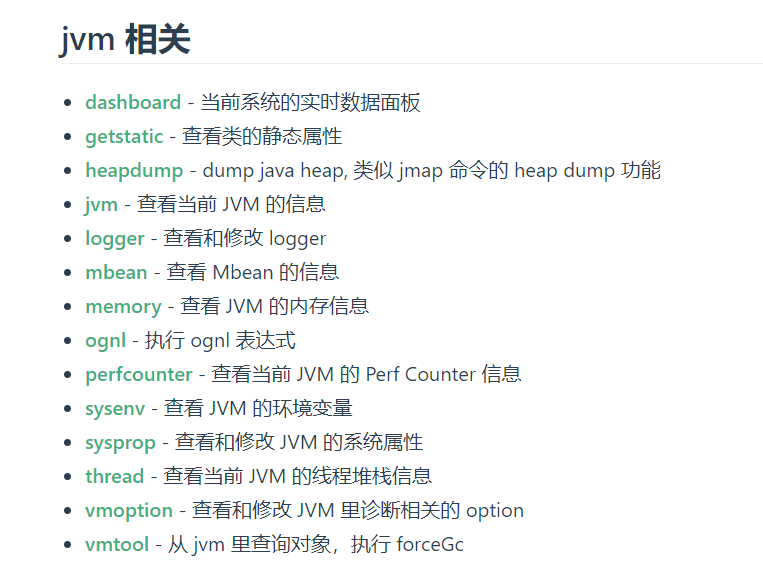 jvm 相关
dashboard - 当前系统的实时数据面板
getstatic - 查看类的静态属性
heapdump - dump java heap, 类似 jmap 命令的 heap dump 功能
jvm - 查看当前 JVM 的信息
logger - 查看和修改 logger
mbean - 查看 Mbean 的信息
memory - 查看 JVM 的内存信息
ognl - 执行 ognl 表达式
perfcounter - 查看当前 JVM 的 Perf Counter 信息
sysenv - 查看 JVM 的环境变量
sysprop - 查看和修改 JVM 的系统属性
thread - 查看当前 JVM 的线程堆栈信息
vmoption - 查看和修改 JVM 里诊断相关的 option
vmtool - 从 jvm 里查询对象，执行 forceGc